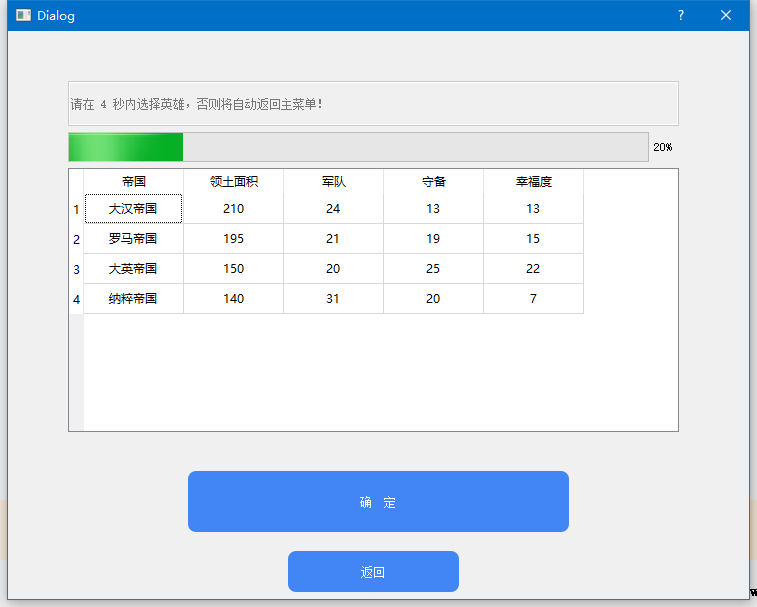 Dialog
请在 4 秒内选择英雄，否则将自动返回主菜单！
20%
帝国 领土面积 军队 守备 幸福度
1 大汉帝国 210 24 13 13
2 罗马帝国 195 21 19 15
3 大英帝国 150 20 25 22
4 纳粹帝国 140 31 20 7
确 定
返回